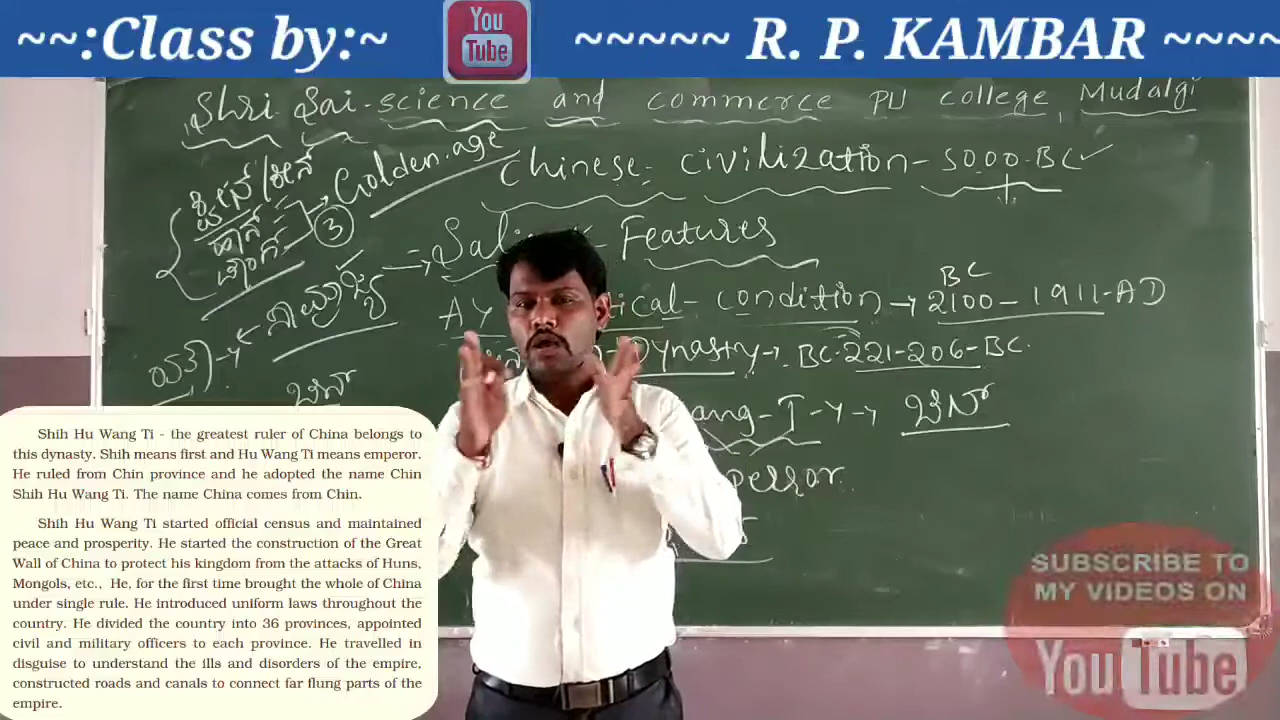 ~~:Class by:~ You Tube ~~~~~ R. P. KAMBAR ~~~~
Shri Sai-science and commerce PU college, Mudalgi
Chinese civilization - 5000-BC ✓
Golden.age
③
Features
A ical-condition → 2100 - 1911-AD
BC
Dynasty → BC-221-206-BC.
ang-T-Y→ ಚಿನ್
Shih Hu Wang Ti - the greatest ruler of China belongs to
this dynasty. Shih means first and Hu Wang Ti means emperor.
He ruled from Chin province and he adopted the name Chin
Shih Hu Wang Ti. The name China comes from Chin.
Shih Hu Wang Ti started official census and maintained
peace and prosperity. He started the construction of the Great
Wall of China to protect his kingdom from the attacks of Huns,
Mongols, etc., He, for the first time brought the whole of China
under single rule. He introduced uniform laws throughout the
country. He divided the country into 36 provinces, appointed
civil and military officers to each province. He travelled in
disguise to understand the ills and disorders of the empire,
constructed roads and canals to connect far flung parts of the
empire.
SUBSCRIBE TO
MY VIDEOS ON
YouTube